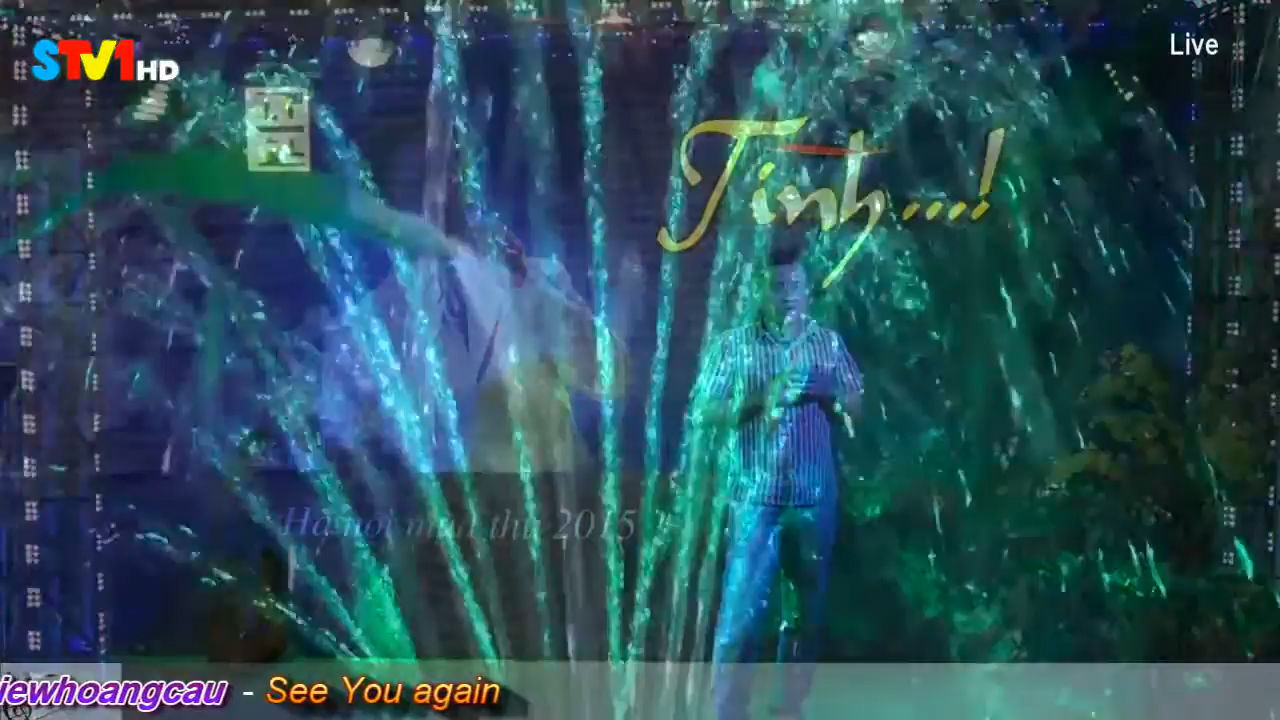 STV1HD
Live
Tình....!
Hà nội mùa thu 2015
iewhoangcau - See You again